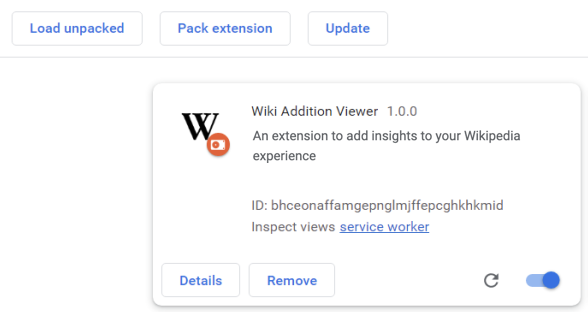 Load unpacked
Pack extension
Update
W
Wiki Addition Viewer 1.0.0
An extension to add insights to your Wikipedia
experience
ID: bhceonaffamgepnglmjffepcghkhkmid
Inspect views service worker
Details
Remove